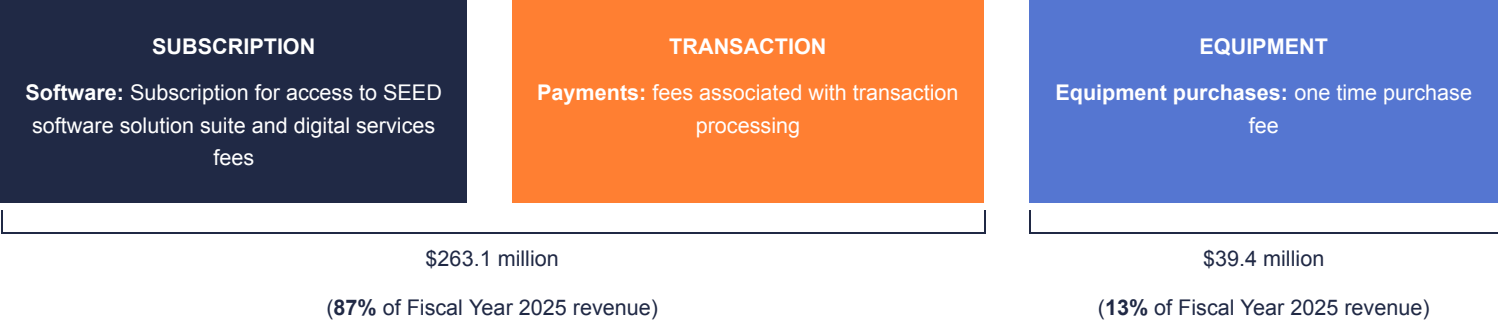 SUBSCRIPTION
Software: Subscription for access to SEED
software solution suite and digital services
fees
TRANSACTION
Payments: fees associated with transaction
processing
EQUIPMENT
Equipment purchases: one time purchase
fee
$263.1 million
(87% of Fiscal Year 2025 revenue)
$39.4 million
(13% of Fiscal Year 2025 revenue)